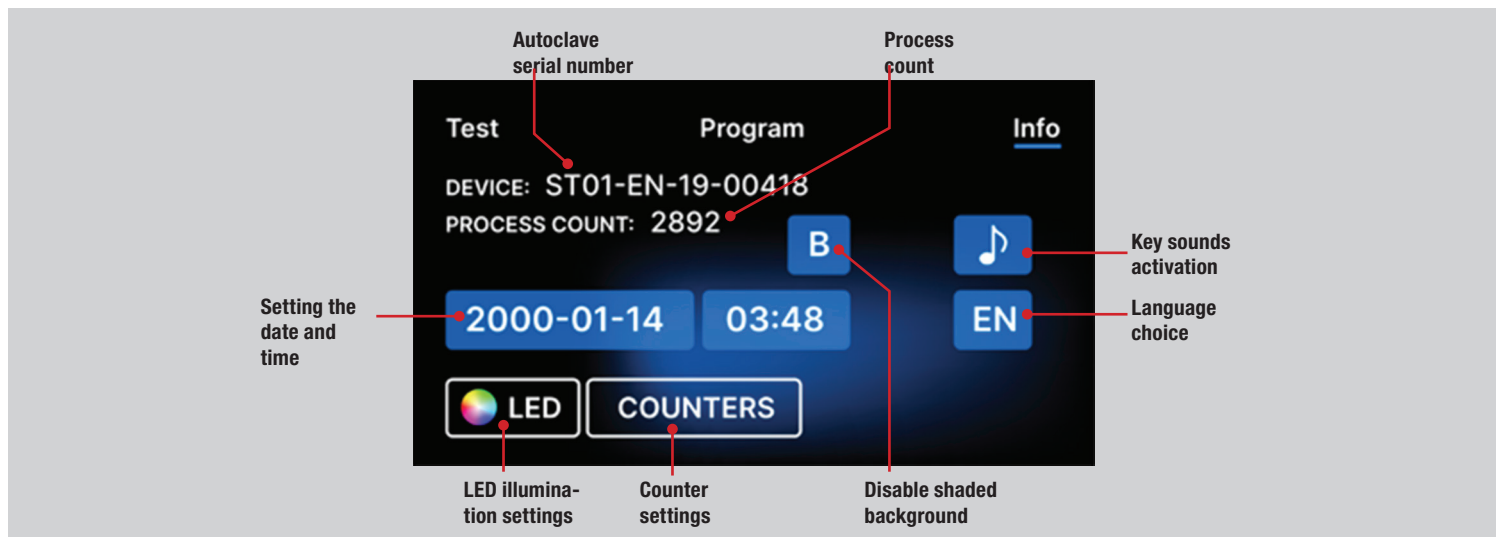 Autoclave
serial number
Process
count
Test Program Info
DEVICE: ST01-EN-19-00418
PROCESS COUNT: 2892
B
Key sounds
activation
Setting the
date and
time
2000-01-14 03:48 EN
Language
choice
LED COUNTERS
LED illumina-
tion settings
Counter
settings
Disable shaded
background